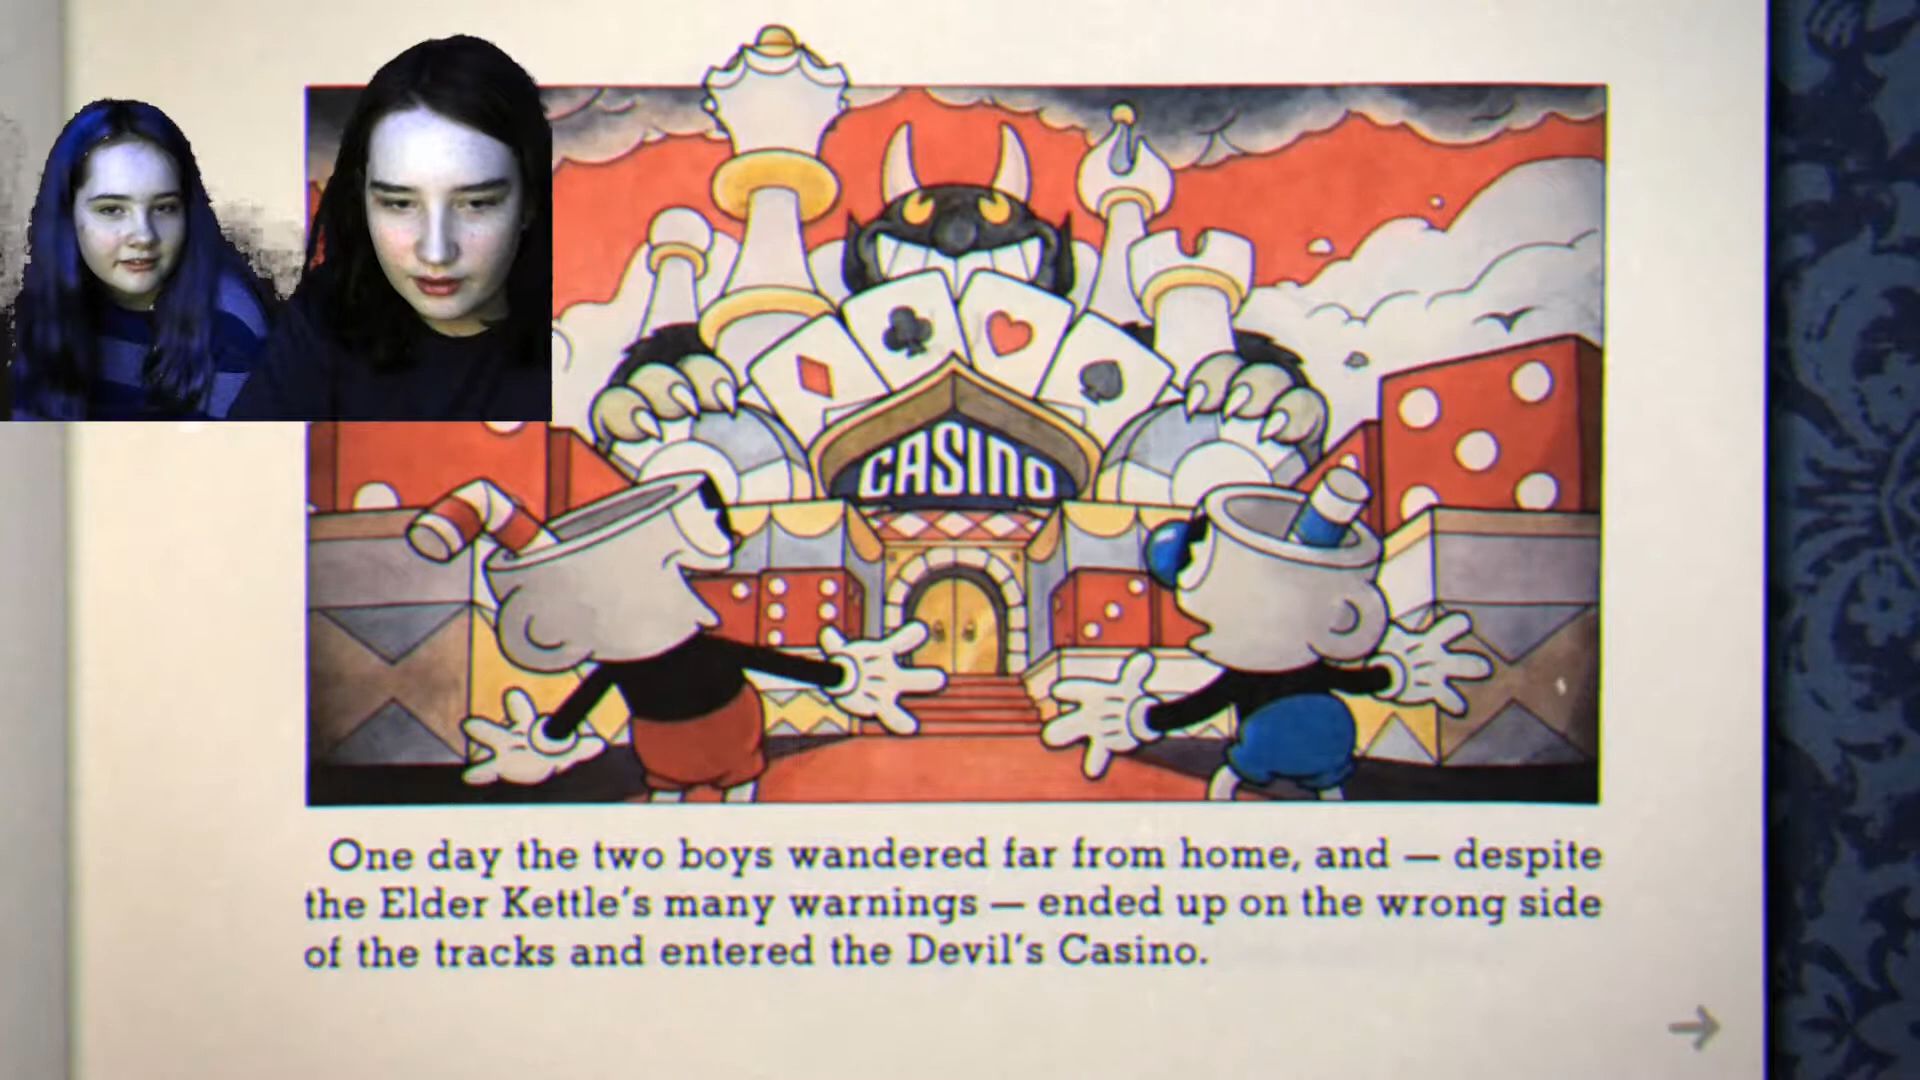 CASINO
One day the two boys wandered far from home, and — despite
the Elder Kettle's many warnings — ended up on the wrong side
of the tracks and entered the Devil's Casino.